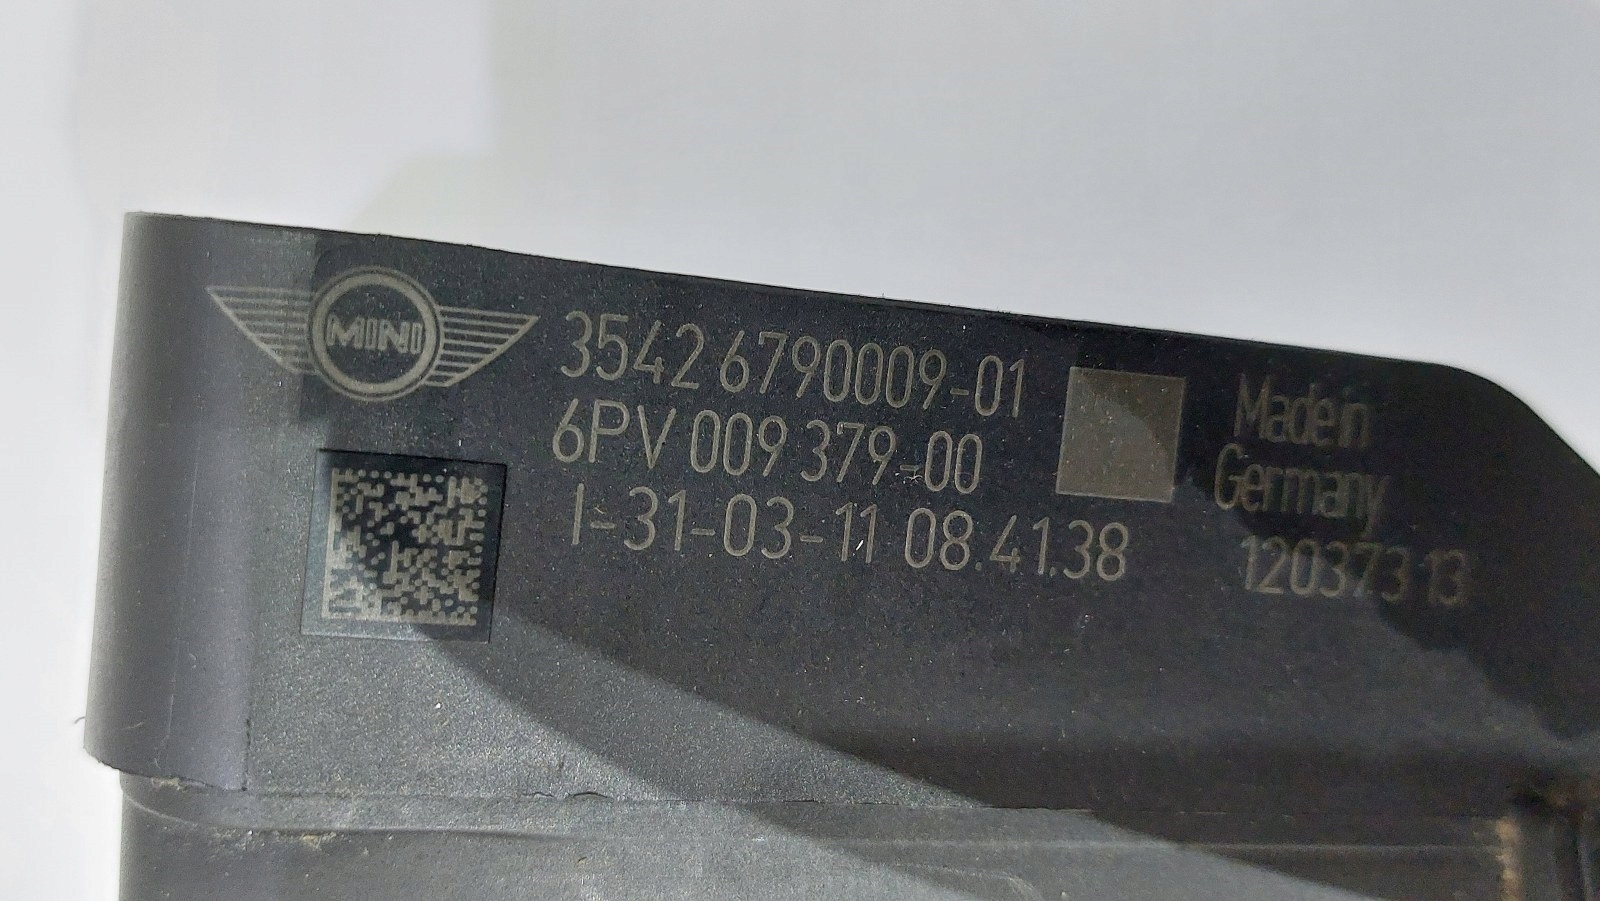 MINI
3542 6790009-01
6PV 009 379-00
I-31-03-11 08.41.38
Made in
Germany
120373 13